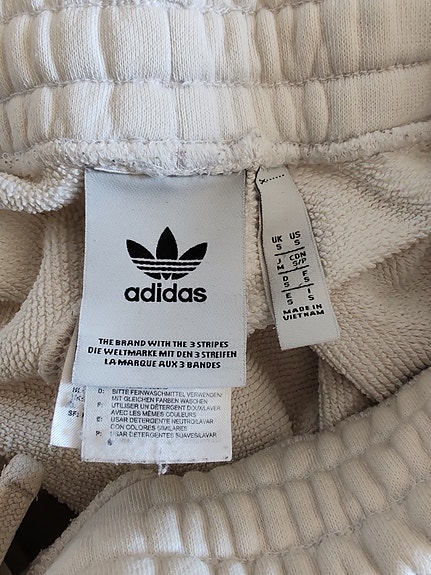 adidas
THE BRAND WITH THE 3 STRIPES
DIE WELTMARKE MIT DEN 3 STREIFEN
LA MARQUE AUX 3 BANDES
UK US
S S
J CDN
M S/P
D F
S S
E I
S S
MADE IN
VIETNAM
D: BITTE FEINWASCHMITTEL VERWENDEN/
MIT GLEICHEN FARBEN WASCHEN
F: UTILISER UN DÉTERGENT DOUX/LAVER
AVEC LES MÊMES COULEURS
E: USAR DETERGENTE NEUTRO/LAVAR
CON COLORES SIMILARES
P: USAR DETERGENTES SUAVES/LAVAR